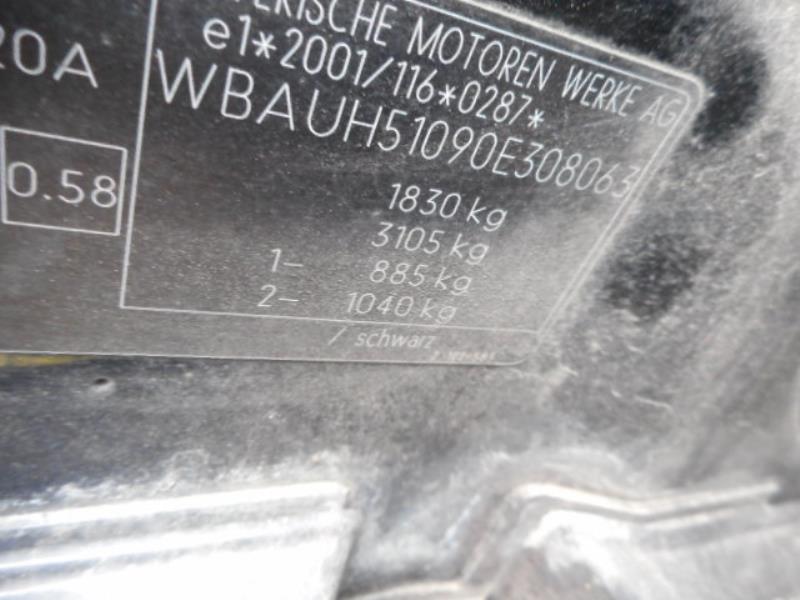 MOTOREN WERKE AG
e1*2001/116*0287*
WBAUH51090E308063
20A
0.58
1830 kg
3105 kg
1- 885 kg
2- 1040 kg
/ schwarz